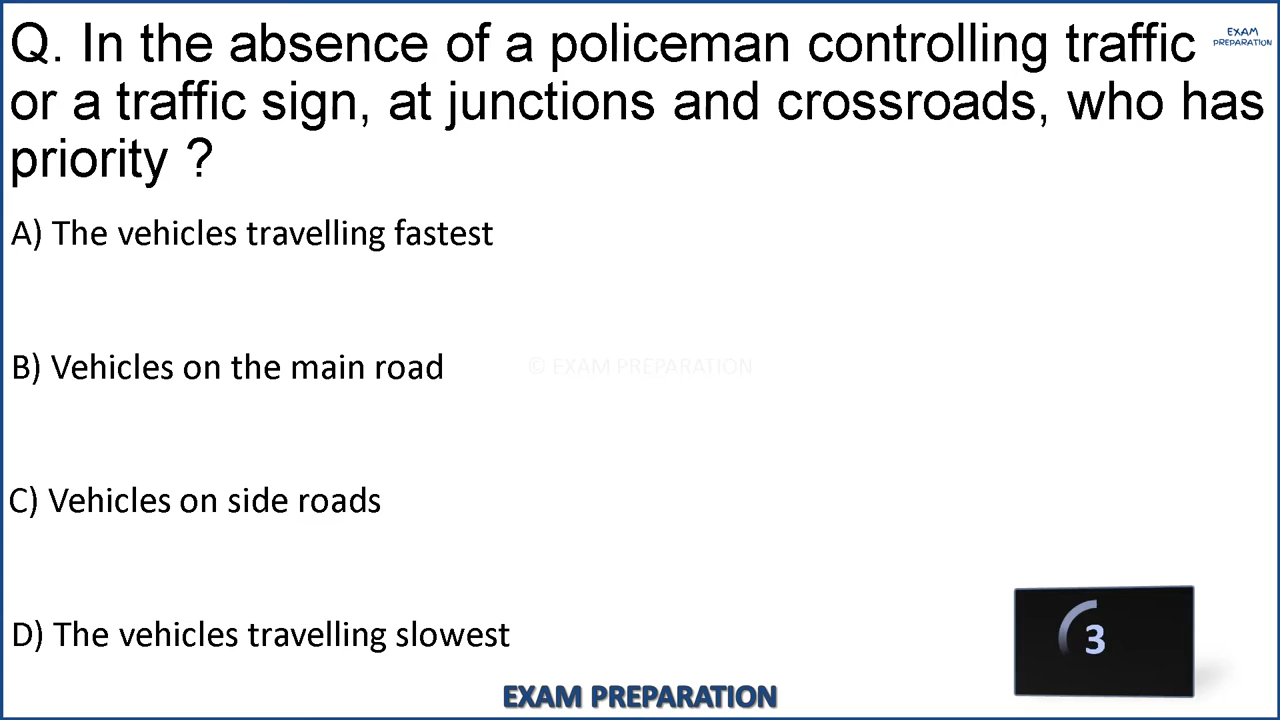 Q. In the absence of a policeman controlling traffic
or a traffic sign, at junctions and crossroads, who has
priority ?
EXAM
PREPARATION
A) The vehicles travelling fastest
B) Vehicles on the main road
© EXAM PREPARATION
C) Vehicles on side roads
D) The vehicles travelling slowest
3
EXAM PREPARATION